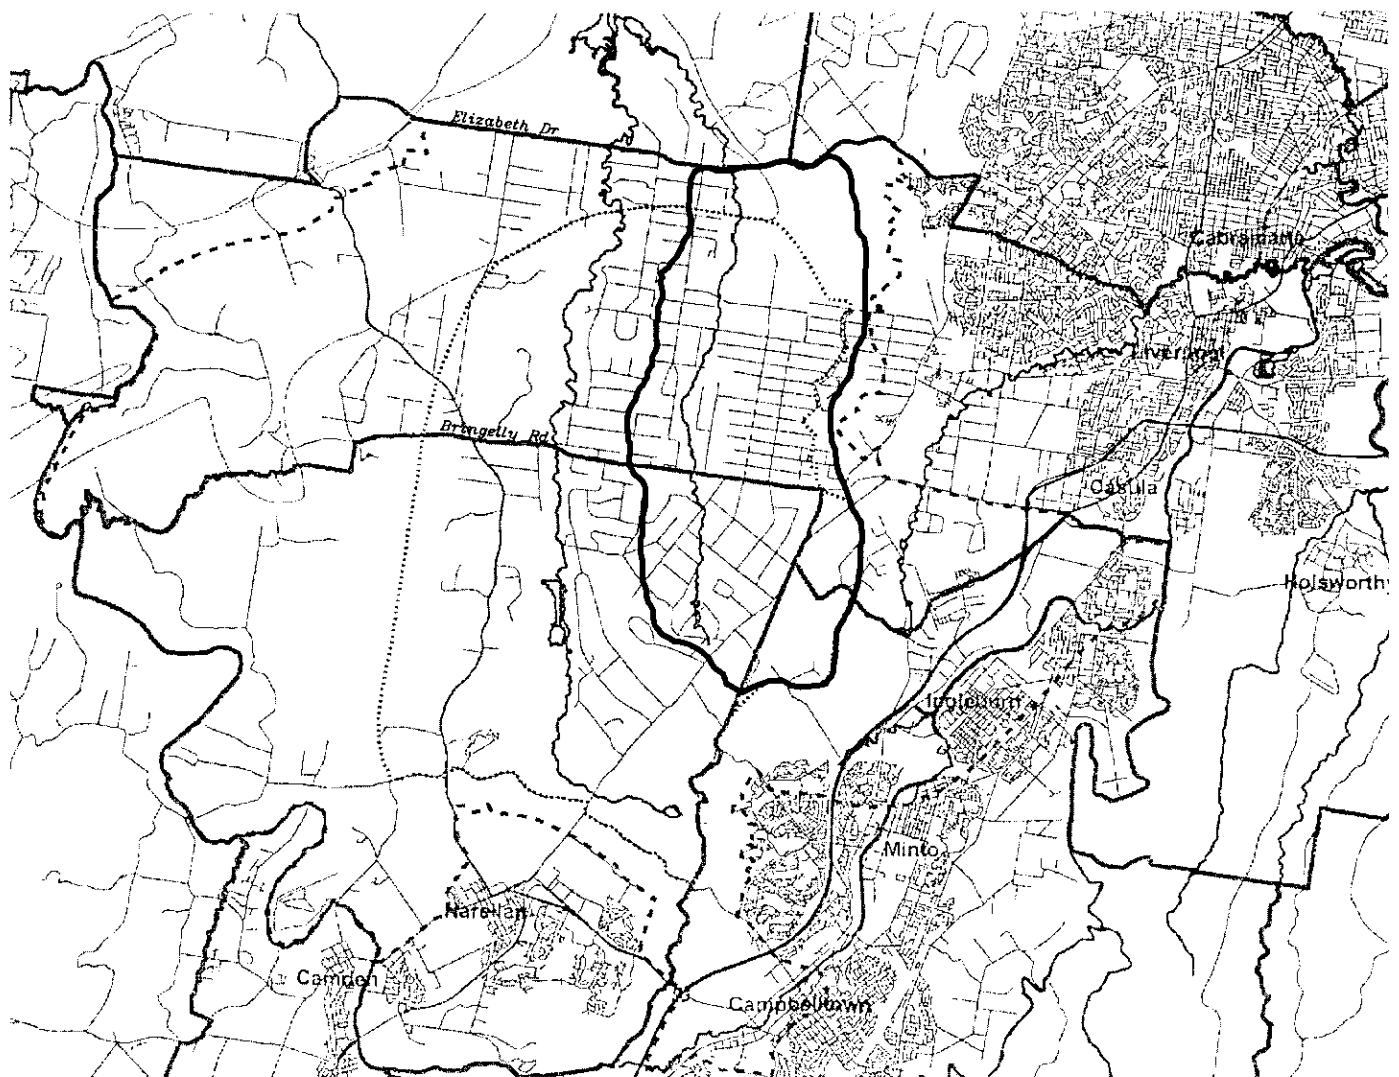 Elizabeth Dr
Cabramatta
Liverpool
Bringelly Rd
Casula
Holsworthy
Ingleburn
Minto
Narellan
Camden
Campbelltown